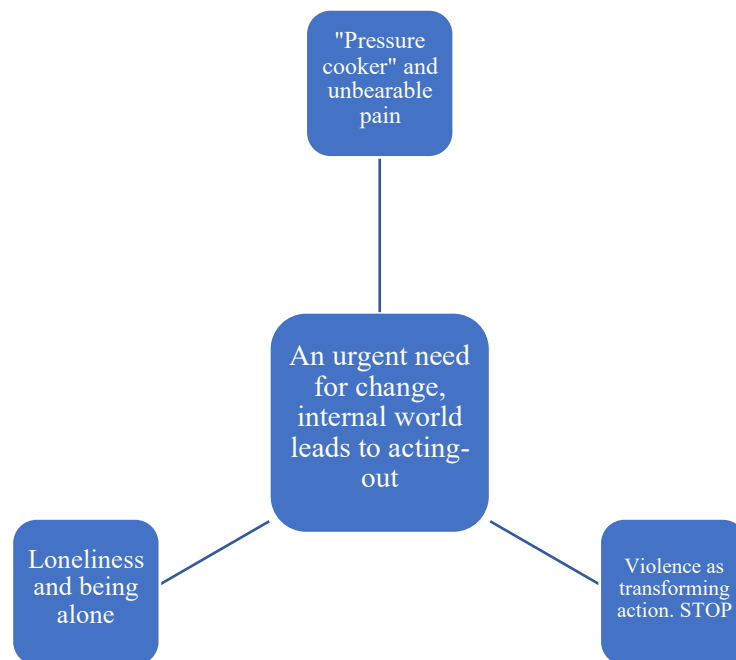 "Pressure
cooker" and
unbearable
pain
An urgent need
for change,
internal world
leads to acting-
out
Loneliness
and being
alone
Violence as
transforming
action. STOP